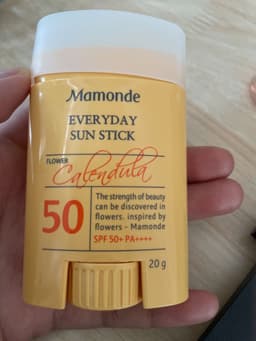 Mamonde
EVERYDAY
SUN STICK
FLOWER
Calendula
50
The strength of beauty
can be discovered in
flowers. inspired by
flowers - Mamonde
SPF 50+ PA++++
20 g